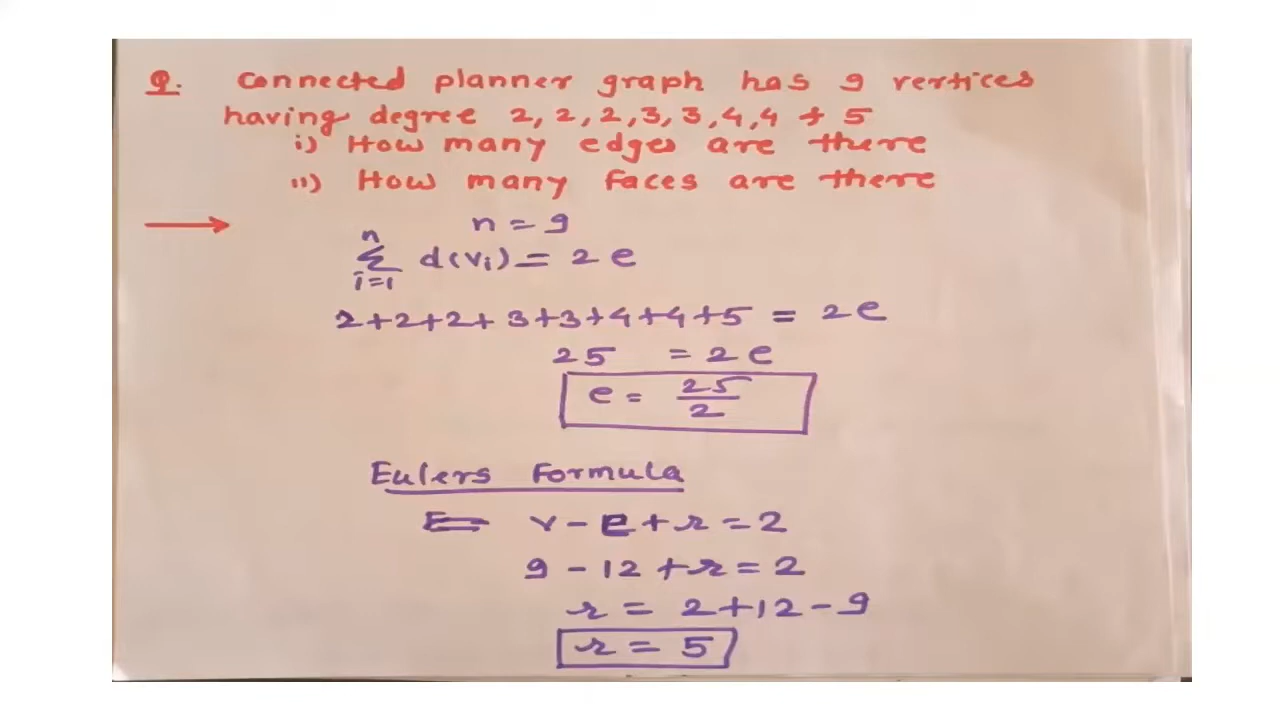 Q. Connected planner graph has 9 vertices
having degree 2, 2, 2, 3, 3, 4, 4 + 5
i) How many edges are there
ii) How many faces are there
n = 9
n
Σ d(vi) = 2 e
i=1
2+2+2+ 3+3+4+4+5 = 2e
25 = 2 e
e = 25/2
Eulers Formula
E= v - e + r = 2
9 - 12 + r = 2
r = 2+12-9
r = 5